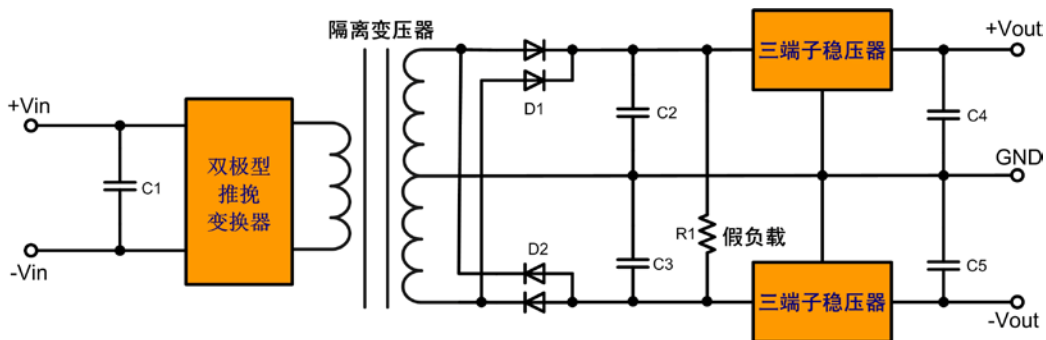 隔离变压器
三端子稳压器
+Vout
D1
+Vin
C2
C4
双极型
推挽
变换器
C1
GND
R1
假负载
D2
C3
C5
-Vin
三端子稳压器
-Vout